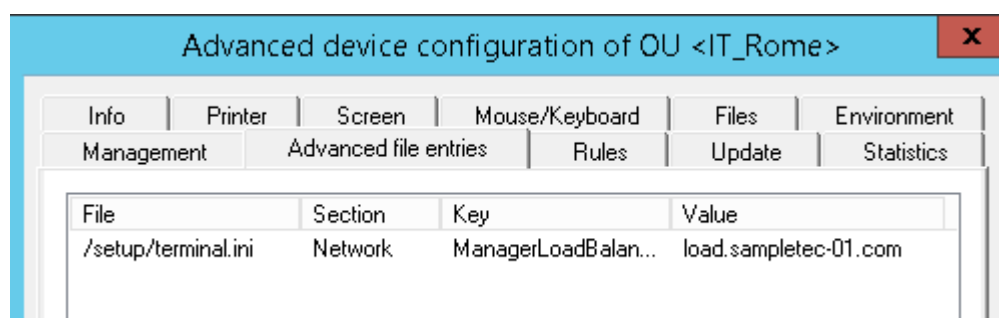 Advanced device configuration of OU <IT_Rome>
x
Info Printer Screen Mouse/Keyboard Files Environment
Management Advanced file entries Rules Update Statistics
File Section Key Value
/setup/terminal.ini Network ManagerLoadBalan... load.sampletec-01.com